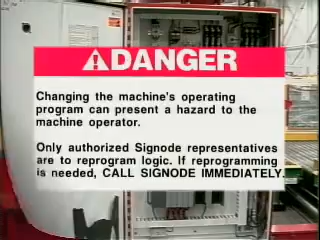 DANGER
Changing the machine's operating
program can present a hazard to the
machine operator.
Only authorized Signode representatives
are to reprogram logic. If reprogramming
is needed, CALL SIGNODE IMMEDIATELY.